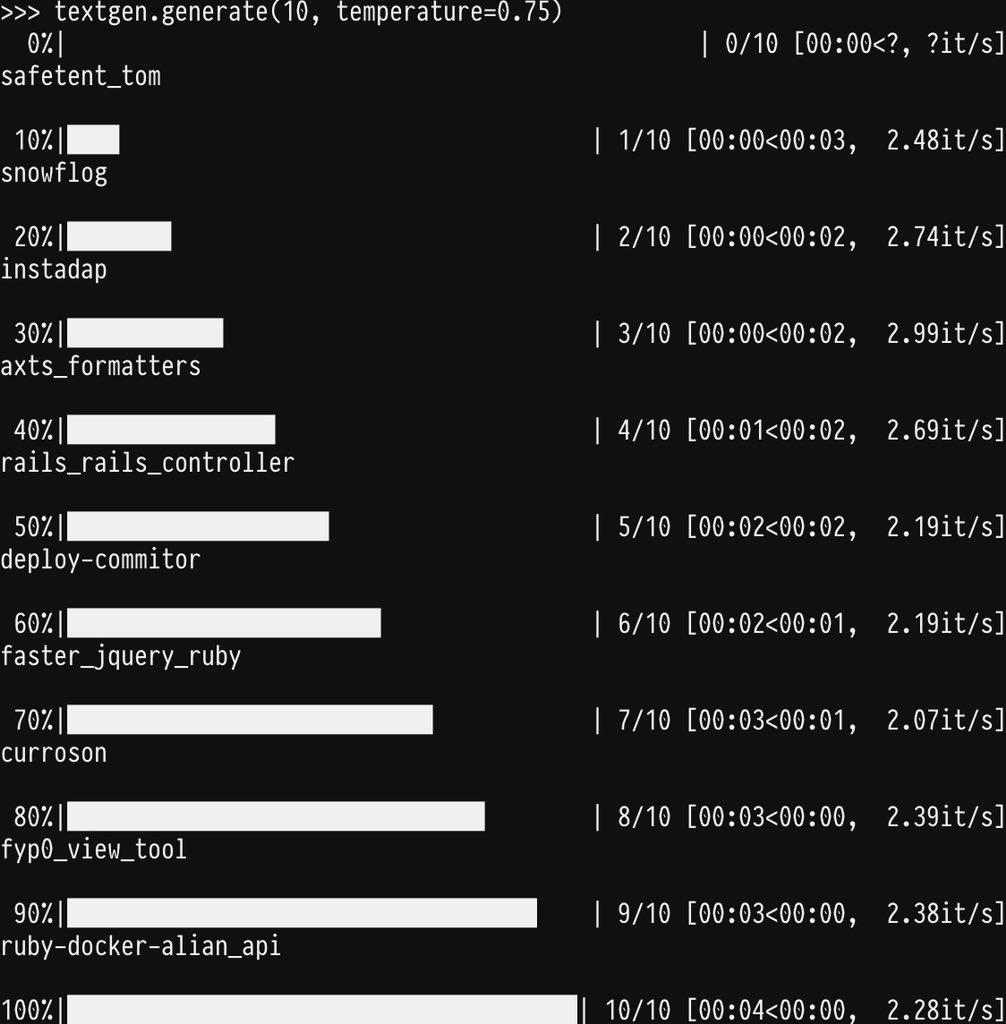 >>> textgen.generate(10, temperature=0.75)
0%| | 0/10 [00:00<?, ?it/s]
safetent_tom
10%| | 1/10 [00:00<00:03, 2.48it/s]
snowflog
20%| | 2/10 [00:00<00:02, 2.74it/s]
instadap
30%| | 3/10 [00:00<00:02, 2.99it/s]
axts_formatters
40%| | 4/10 [00:01<00:02, 2.69it/s]
rails_rails_controller
50%| | 5/10 [00:02<00:02, 2.19it/s]
deploy-commitor
60%| | 6/10 [00:02<00:01, 2.19it/s]
faster_jquery_ruby
70%| | 7/10 [00:03<00:01, 2.07it/s]
curroson
80%| | 8/10 [00:03<00:00, 2.39it/s]
fyp0_view_tool
90%| | 9/10 [00:03<00:00, 2.38it/s]
ruby-docker-alian_api
100%| | 10/10 [00:04<00:00, 2.28it/s]